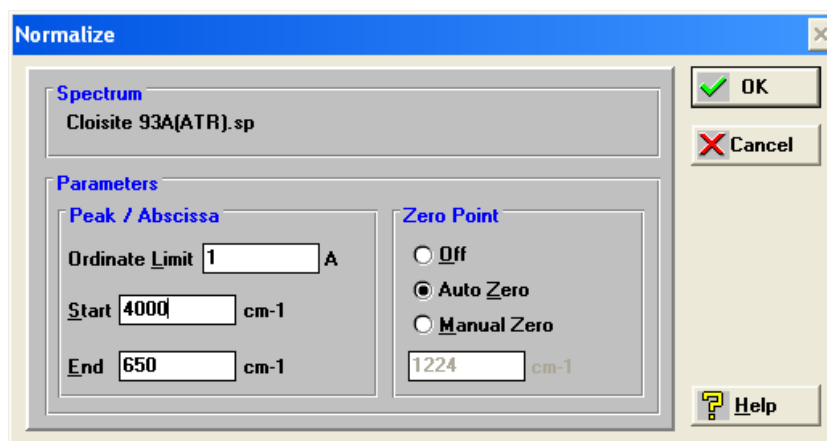 Normalize
Spectrum
Cloisite 93A(ATR).sp
Parameters
Peak / Abscissa
Ordinate Limit 1 A
Start 4000 cm-1
End 650 cm-1
Zero Point
Off
Auto Zero
Manual Zero
1224 cm-1
OK
Cancel
Help